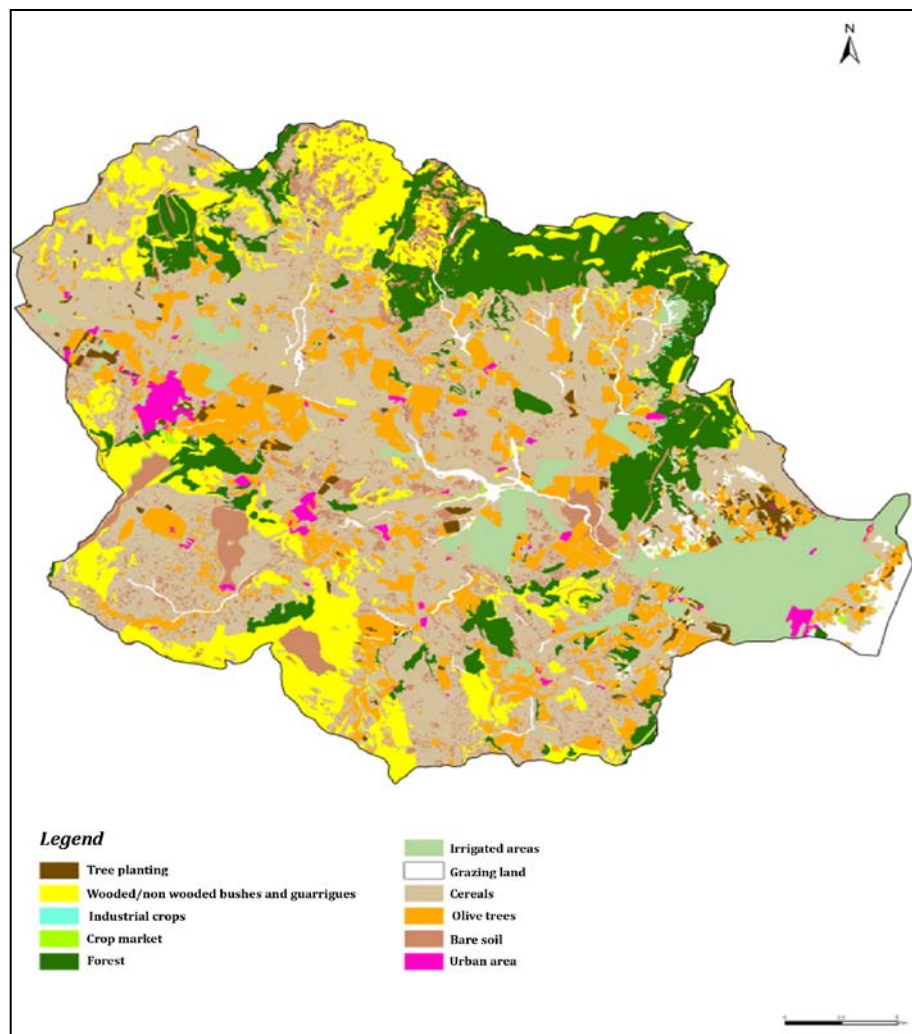 N
Legend
Tree planting
Wooded/non wooded bushes and guarrigues
Industrial crops
Crop market
Forest
Irrigated areas
Grazing land
Cereals
Olive trees
Bare soil
Urban area